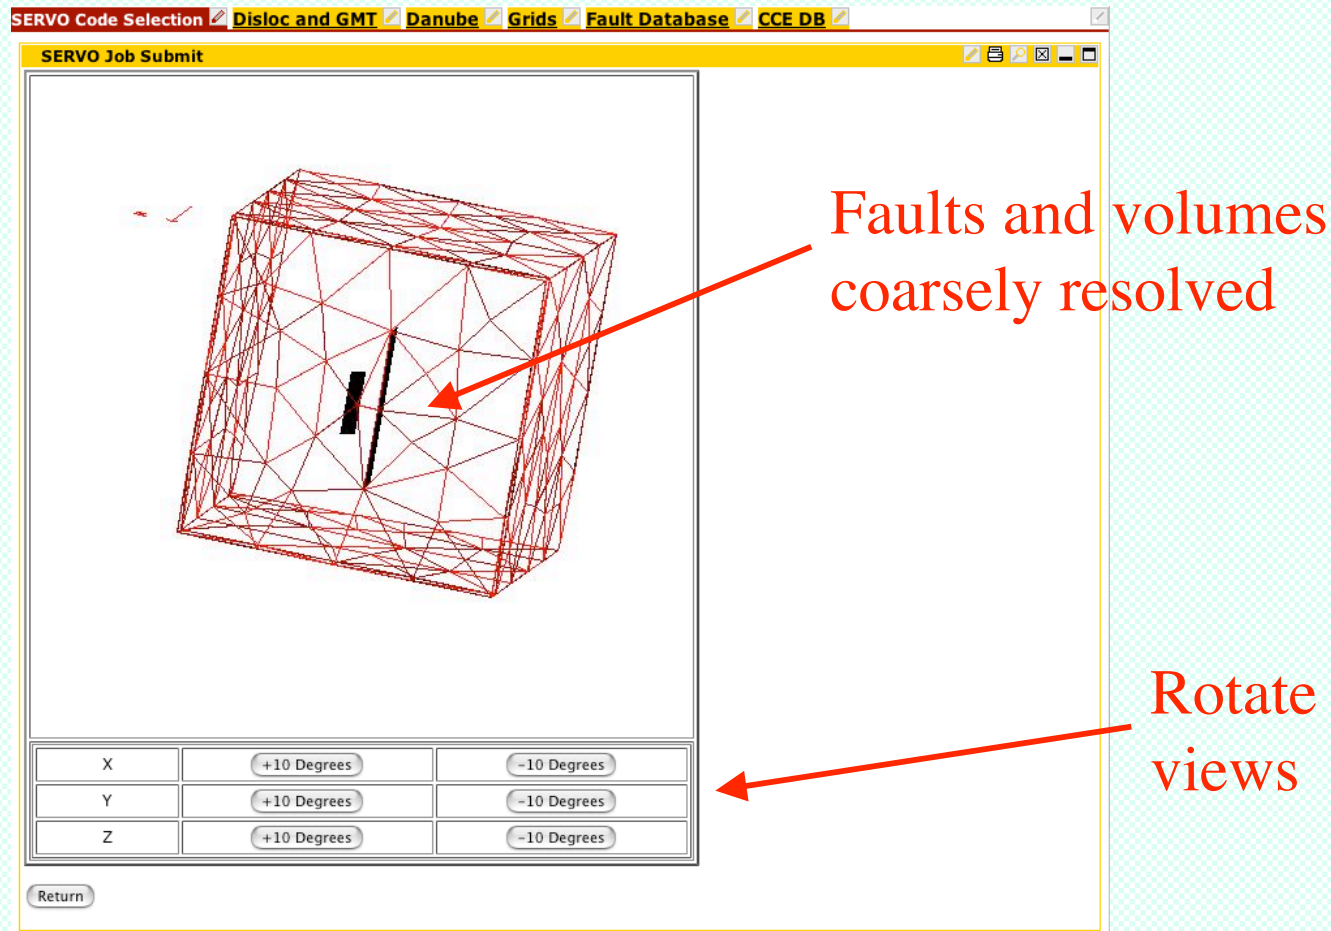 SERVO Code Selection Disloc and GMT Danube Grids Fault Database CCE DB
SERVO Job Submit
Faults and volumes
coarsely resolved
Rotate
views
X +10 Degrees -10 Degrees
Y +10 Degrees -10 Degrees
Z +10 Degrees -10 Degrees
Return